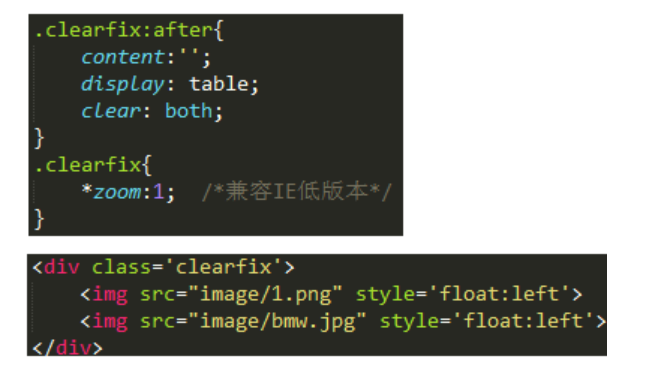 .clearfix:after{
content:'';
display: table;
clear: both;
}
.clearfix{
*zoom:1; /*兼容IE低版本*/
}
<div class='clearfix'>
<img src="image/1.png" style='float:left'>
<img src="image/bmw.jpg" style='float:left'>
</div>